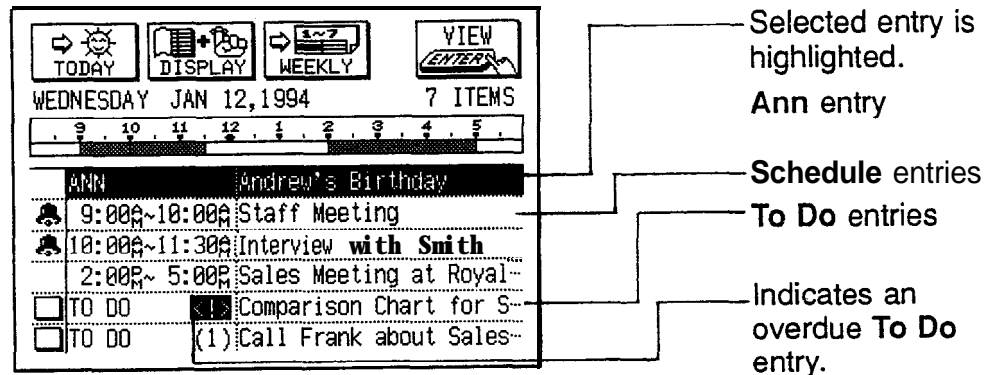 TODAY
DISPLAY
1~7
WEEKLY
VIEW
ENTER
WEDNESDAY JAN 12,1994 7 ITEMS
9 10 11 12 1 2 3 4 5
ANN Andrew's Birthday
9:00AM~10:00AM Staff Meeting
10:00AM~11:30AM Interview with Smith
2:00PM~ 5:00PM Sales Meeting at Royal…
TO DO <!> Comparison Chart for S…
TO DO (1) Call Frank about Sales…
Selected entry is
highlighted.
Ann entry
Schedule entries
To Do entries
Indicates an
overdue To Do
entry.